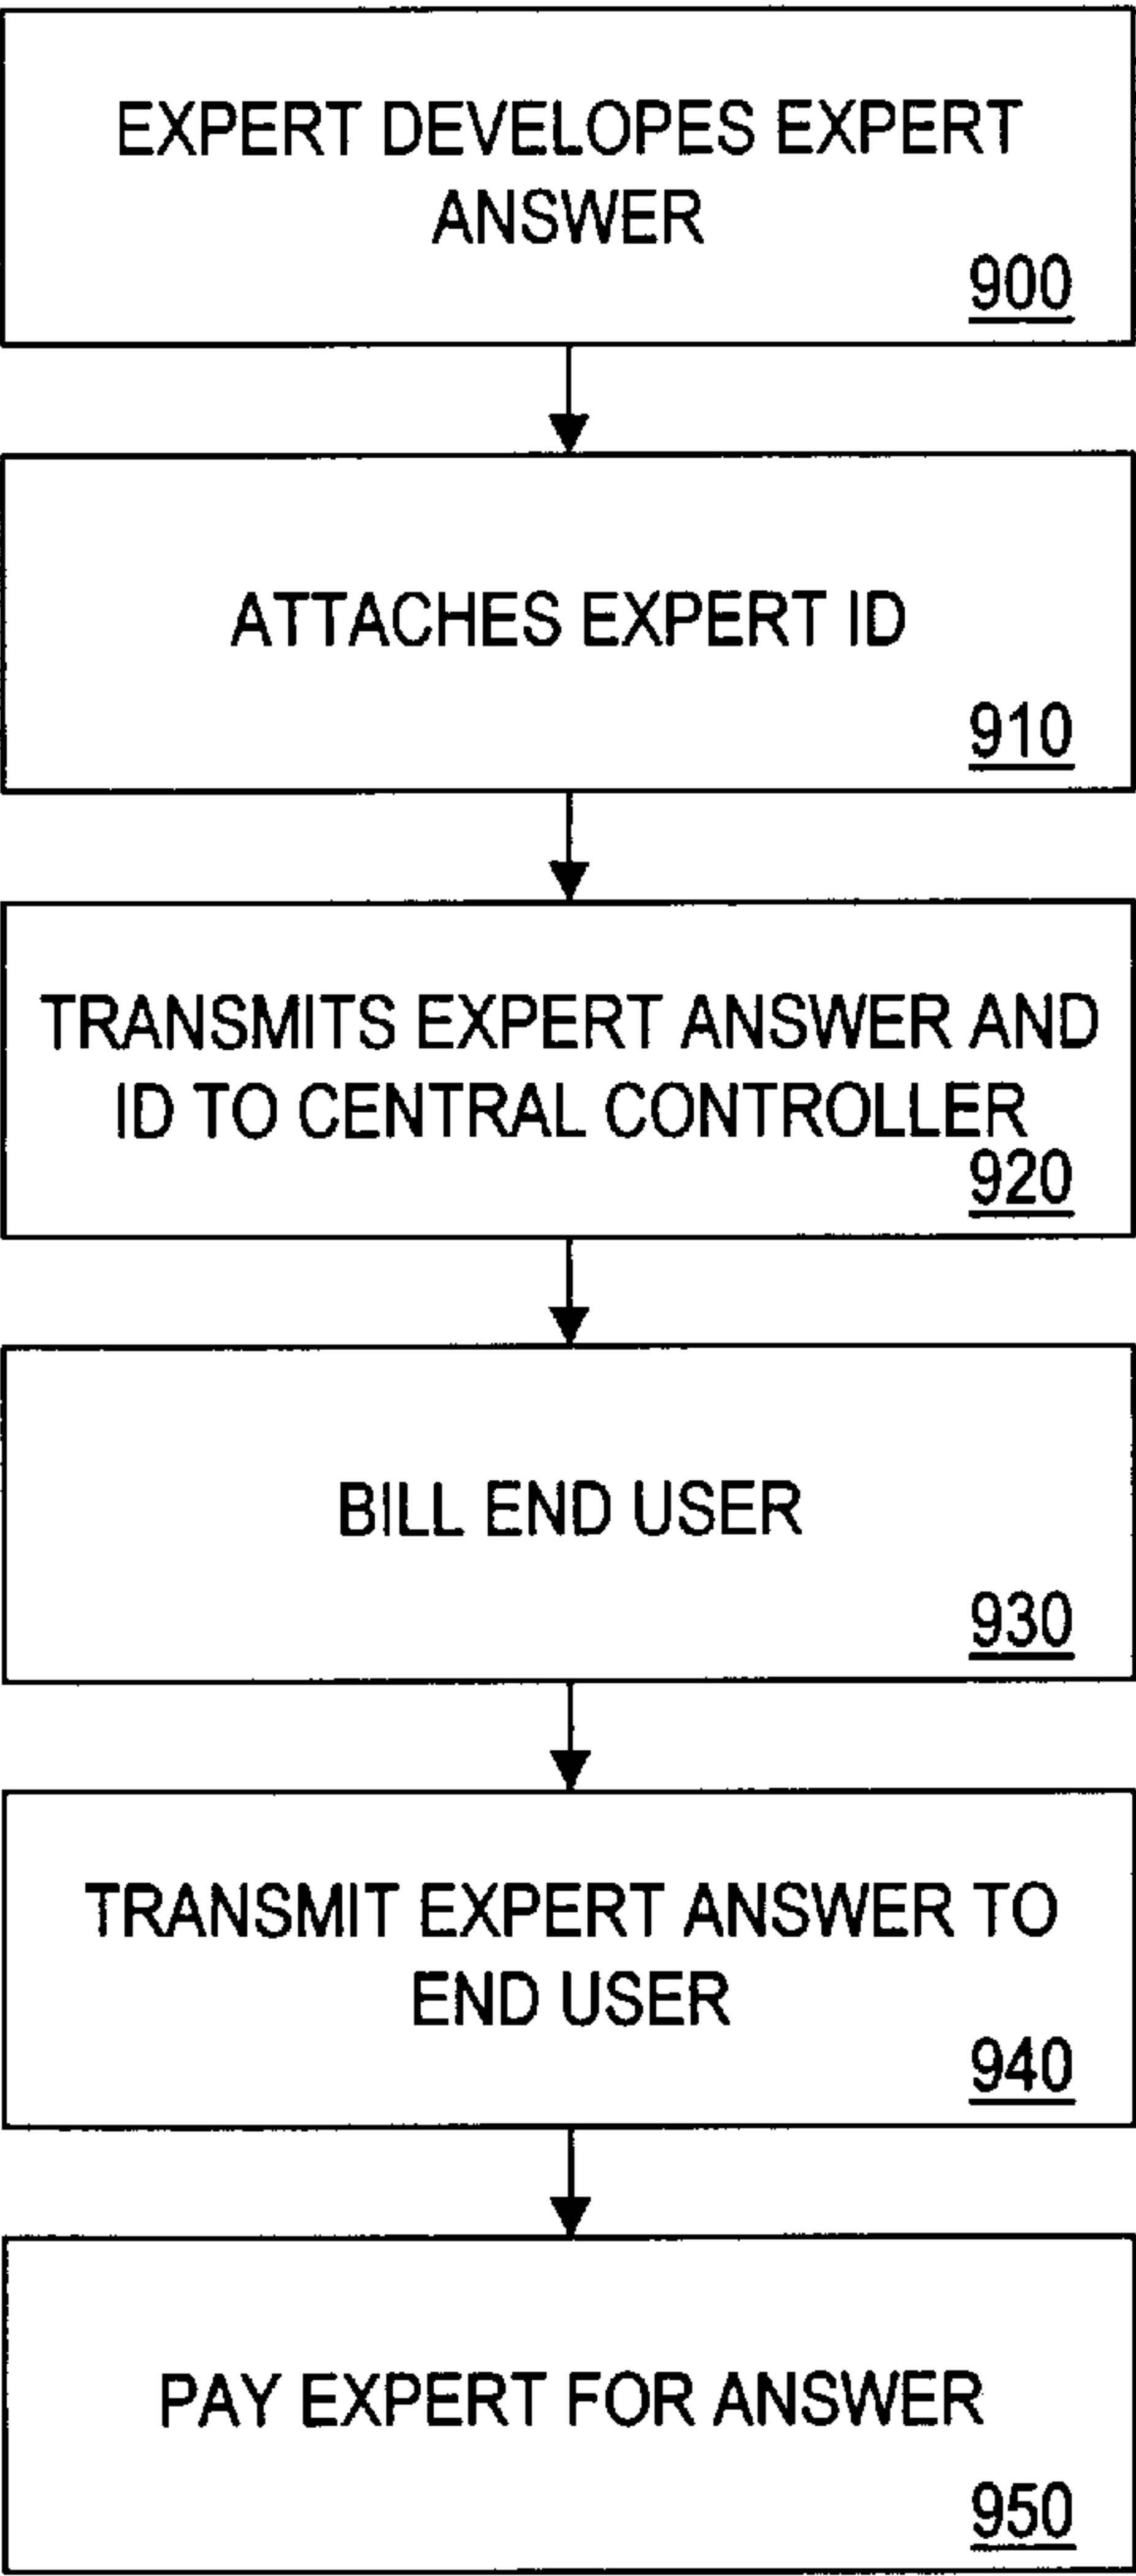 EXPERT DEVELOPES EXPERT
ANSWER
900
ATTACHES EXPERT ID
910
TRANSMITS EXPERT ANSWER AND
ID TO CENTRAL CONTROLLER
920
BILL END USER
930
TRANSMIT EXPERT ANSWER TO
END USER
940
PAY EXPERT FOR ANSWER
950